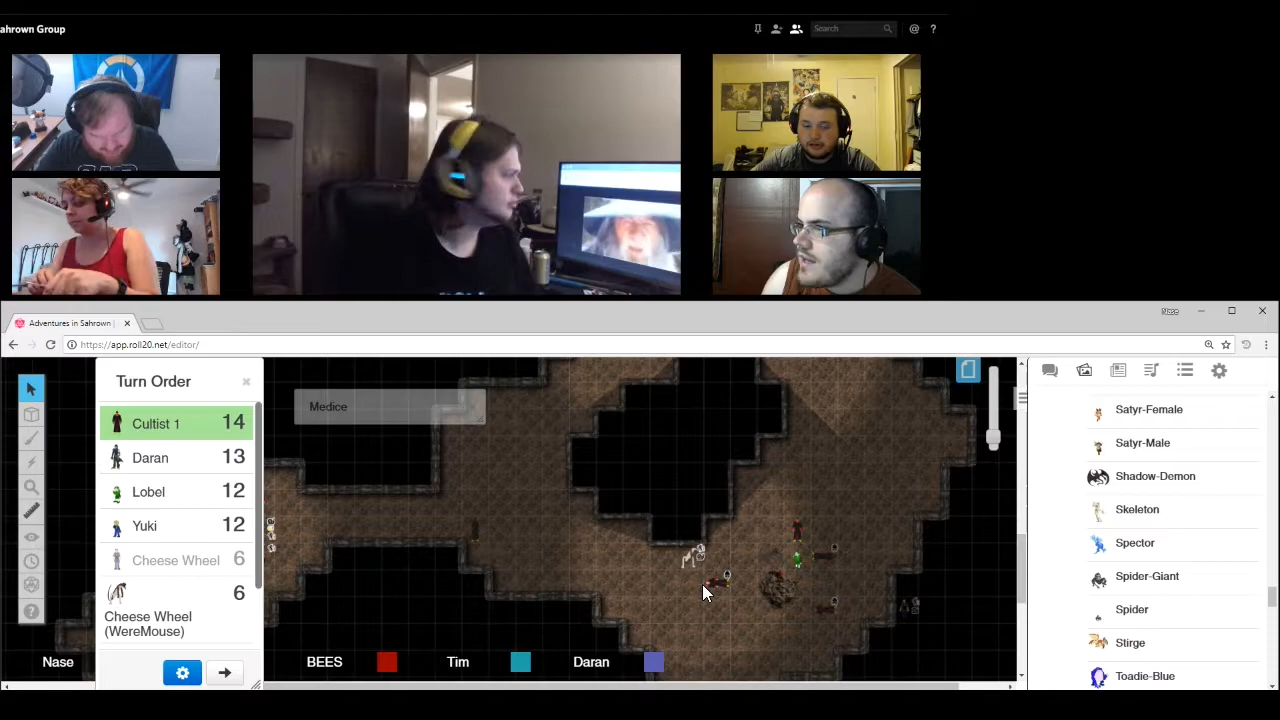 ahrown Group
Search
@
?
Adventures in Sahrown |
Nase
https://app.roll20.net/editor/
Turn Order
Cultist 1 14
Daran 13
Lobel 12
Yuki 12
Cheese Wheel 6
6
Cheese Wheel
(WereMouse)
Medice
Satyr-Female
Satyr-Male
Shadow-Demon
Skeleton
Spector
Spider-Giant
Spider
Stirge
Toadie-Blue
Nase
BEES
Tim
Daran